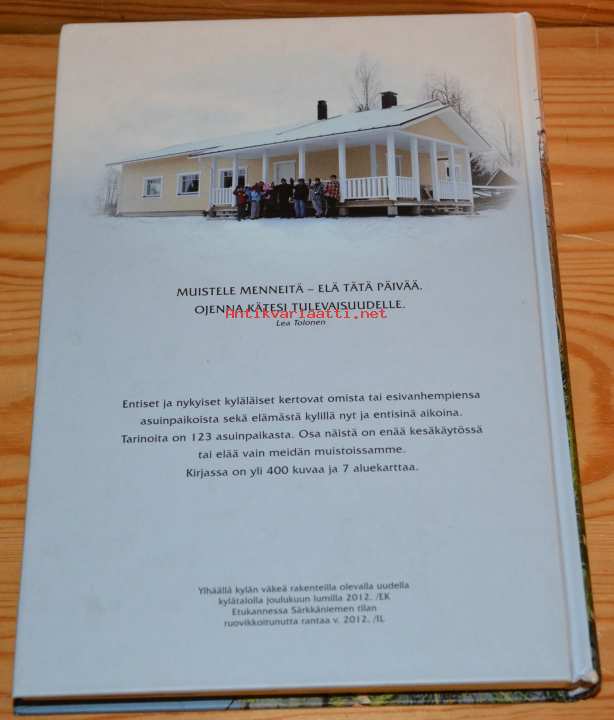 MUISTELE MENNEITÄ – ELÄ TÄTÄ PÄIVÄÄ.
OJENNA KÄTESI TULEVAISUUDELLE.
Antikvariaatti.net
Lea Tolonen
Entiset ja nykyiset kyläläiset kertovat omista tai esivanhempiensa
asuinpaikoista sekä elämästä kylillä nyt ja entisinä aikoina.
Tarinoita on 123 asuinpaikasta. Osa näistä on enää kesäkäytössä
tai elää vain meidän muistoissamme.
Kirjassa on yli 400 kuvaa ja 7 aluekarttaa.
Ylhäällä kylän väkeä rakenteilla olevalla uudella
kylätalolla joulukuun lumilla 2012. /EK
Etukannessa Särkkäniemen tilan
ruovikkoitunutta rantaa v. 2012. /IL